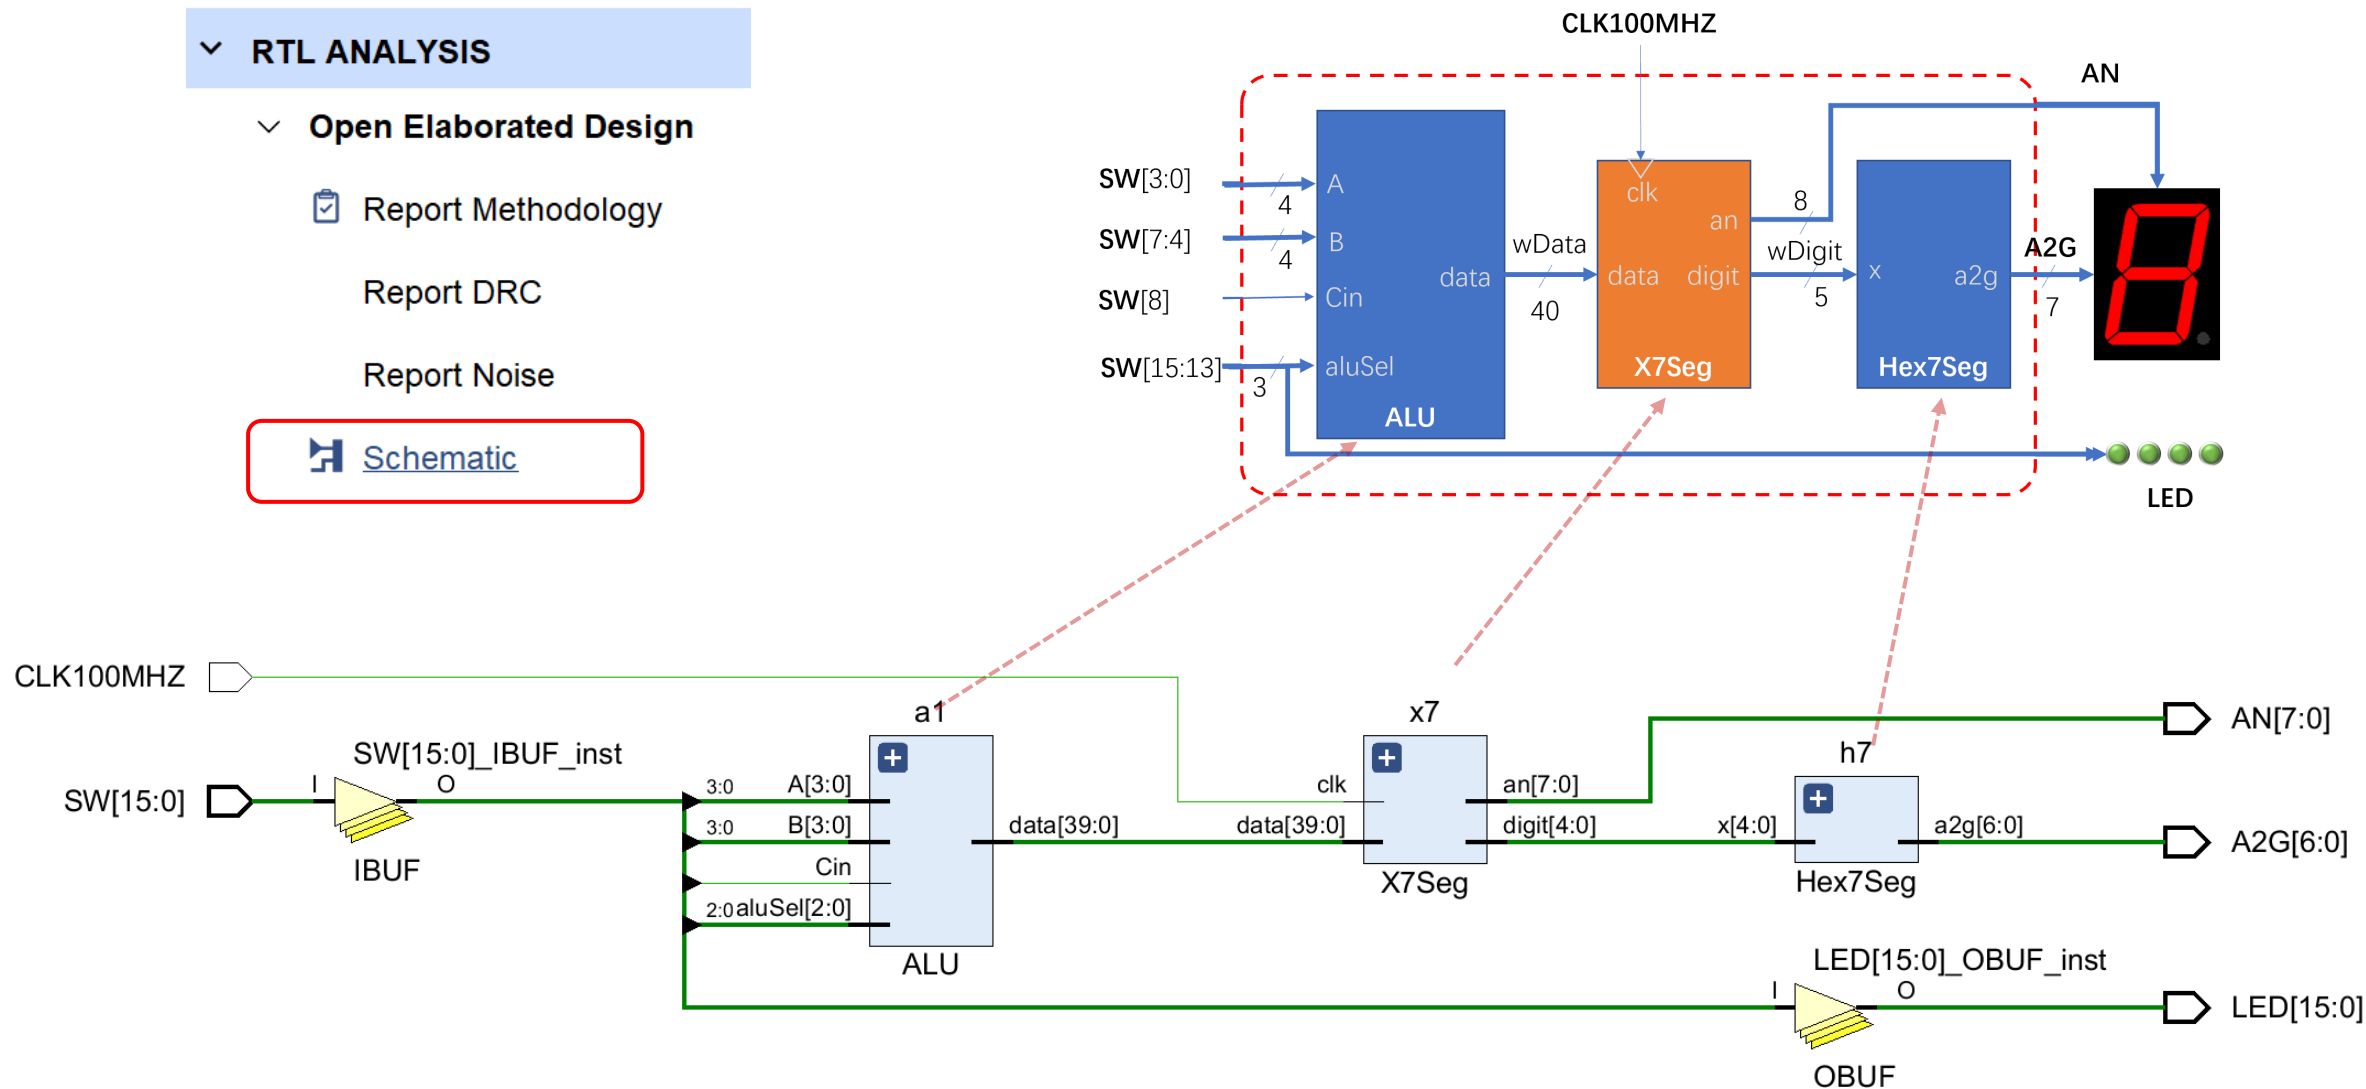 RTL ANALYSIS
Open Elaborated Design
Report Methodology
Report DRC
Report Noise
Schematic
CLK100MHZ
AN
SW[3:0]
4
A
SW[7:4]
4
B
SW[8]
Cin
SW[15:13]
3
aluSel
data
ALU
wData
40
clk
data
an
digit
X7Seg
8
wDigit
5
x
a2g
Hex7Seg
A2G
7
LED
CLK100MHZ
SW[15:0]
I
SW[15:0]_IBUF_inst
O
IBUF
a1
3:0
A[3:0]
3:0
B[3:0]
Cin
2:0
aluSel[2:0]
data[39:0]
ALU
x7
clk
data[39:0]
an[7:0]
digit[4:0]
X7Seg
h7
x[4:0]
a2g[6:0]
Hex7Seg
AN[7:0]
A2G[6:0]
LED[15:0]_OBUF_inst
I
O
OBUF
LED[15:0]